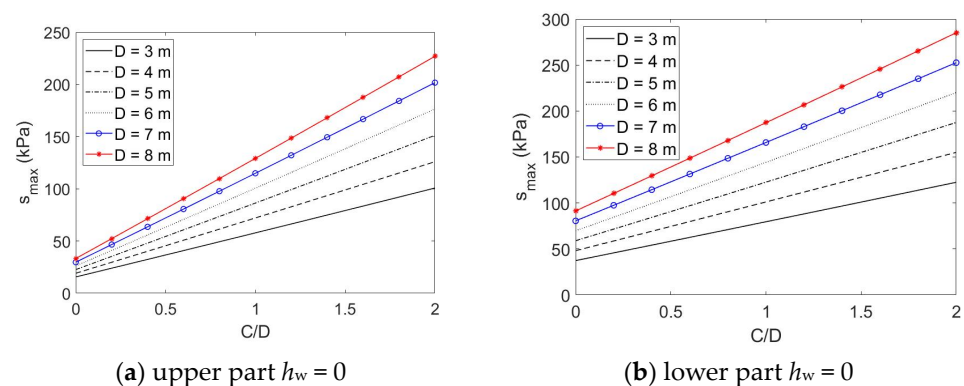 250
200
150
100
50
0
s_max (kPa)
D = 3 m
D = 4 m
D = 5 m
D = 6 m
D = 7 m
D = 8 m
0 0.5 1 1.5 2
C/D
(a) upper part h_w = 0
300
250
200
150
100
50
0
s_max (kPa)
D = 3 m
D = 4 m
D = 5 m
D = 6 m
D = 7 m
D = 8 m
0 0.5 1 1.5 2
C/D
(b) lower part h_w = 0